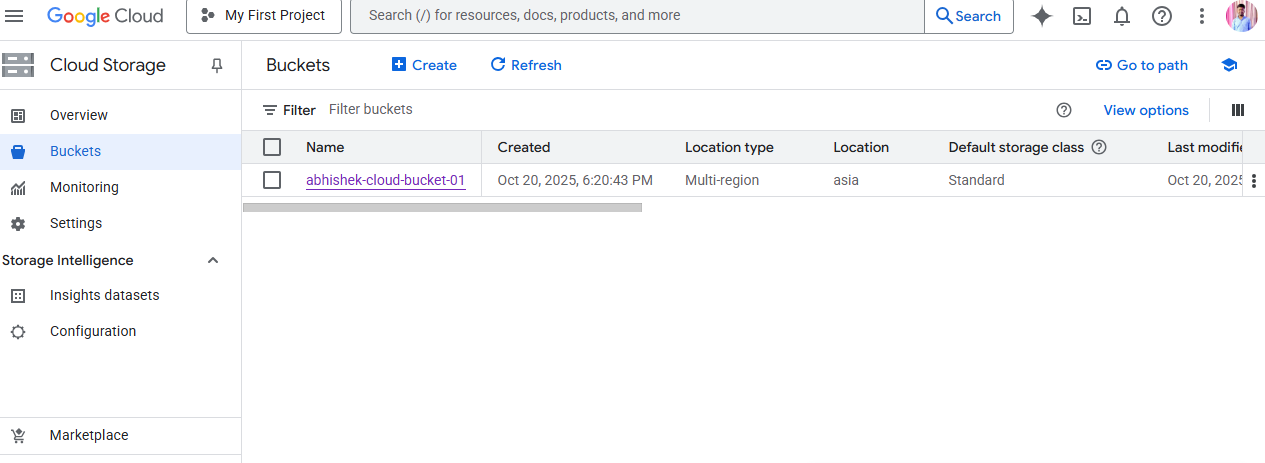 Google Cloud
My First Project
Search (/) for resources, docs, products, and more
Search
Cloud Storage
Buckets
Create
Refresh
Go to path
Overview
Buckets
Monitoring
Settings
Storage Intelligence
Insights datasets
Configuration
Marketplace
Filter Filter buckets
View options
Name Created Location type Location Default storage class Last modifie
abhishek-cloud-bucket-01 Oct 20, 2025, 6:20:43 PM Multi-region asia Standard Oct 20, 2025